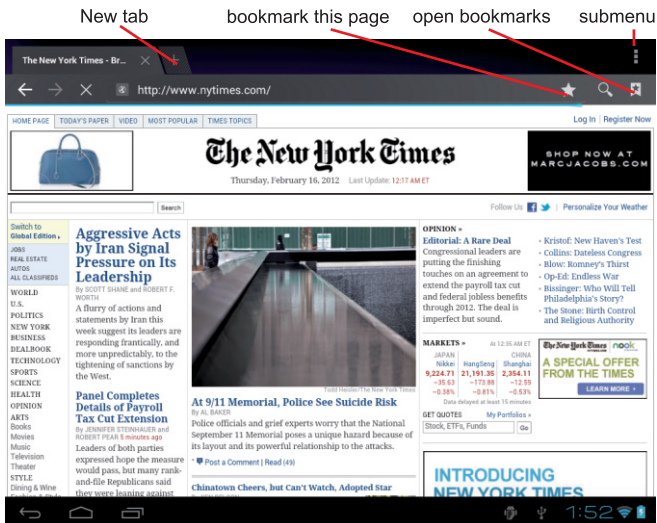 New tab
bookmark this page
open bookmarks
submenu
The New York Times - Br...
http://www.nytimes.com/
HOME PAGE
TODAY'S PAPER
VIDEO
MOST POPULAR
TIMES TOPICS
Log In | Register Now
The New York Times
Thursday, February 16, 2012 Last Update: 12:17 AM ET
SHOP NOW AT
MARCJACOBS.COM
Search
Follow Us
Personalize Your Weather
Switch to
Global Edition
JOBS
REAL ESTATE
AUTOS
ALL CLASSIFIEDS
WORLD
U.S.
POLITICS
NEW YORK
BUSINESS
DEALBOOK
TECHNOLOGY
SPORTS
SCIENCE
HEALTH
OPINION
ARTS
Books
Movies
Music
Television
Theater
STYLE
Dining & Wine
Aggressive Acts
by Iran Signal
Pressure on Its
Leadership
By SCOTT SHANE and ROBERT F.
WORTH
A flurry of actions and
statements by Iran this
week suggest its leaders are
responding frantically, and
more unpredictably, to the
tightening of sanctions by
the West.
Panel Completes
Details of Payroll
Tax Cut Extension
By JENNIFER STEINHAUER and
ROBERT PEAR 5 minutes ago
Leaders of both parties
expressed hope the measure
would pass, but many rank-
and-file Republicans said
they were leaning against
Todd Heisler/The New York Times
At 9/11 Memorial, Police See Suicide Risk
By AL BAKER
Police officials and grief experts worry that the National
September 11 Memorial poses a unique hazard because of
its layout and its powerful relationship to the attacks.
Post a Comment | Read (49)
Chinatown Cheers, but Can't Watch, Adopted Star
OPINION »
Editorial: A Rare Deal
Congressional leaders are
putting the finishing
touches on an agreement to
extend the payroll tax cut
and federal jobless benefits
through 2012. The deal is
imperfect but sound.
• Kristof: New Haven's Test
• Collins: Dateless Congress
• Blow: Romney's Thirst
• Op-Ed: Endless War
• Bissinger: Who Will Tell
Philadelphia's Story?
• The Stone: Birth Control
and Religious Authority
MARKETS » At 12:35 AM ET
JAPAN CHINA
Nikkei HangSeng Shanghai
9,224.71 21,191.35 2,354.11
-35.63 -173.88 -12.55
-0.38% -0.81% -0.53%
Data delayed at least 15 minutes
GET QUOTES My Portfolios »
Stock, ETFs, Funds Go
The New York Times nook
A SPECIAL OFFER
FROM THE TIMES
LEARN MORE
INTRODUCING
NEW YORK TIMES
1:52